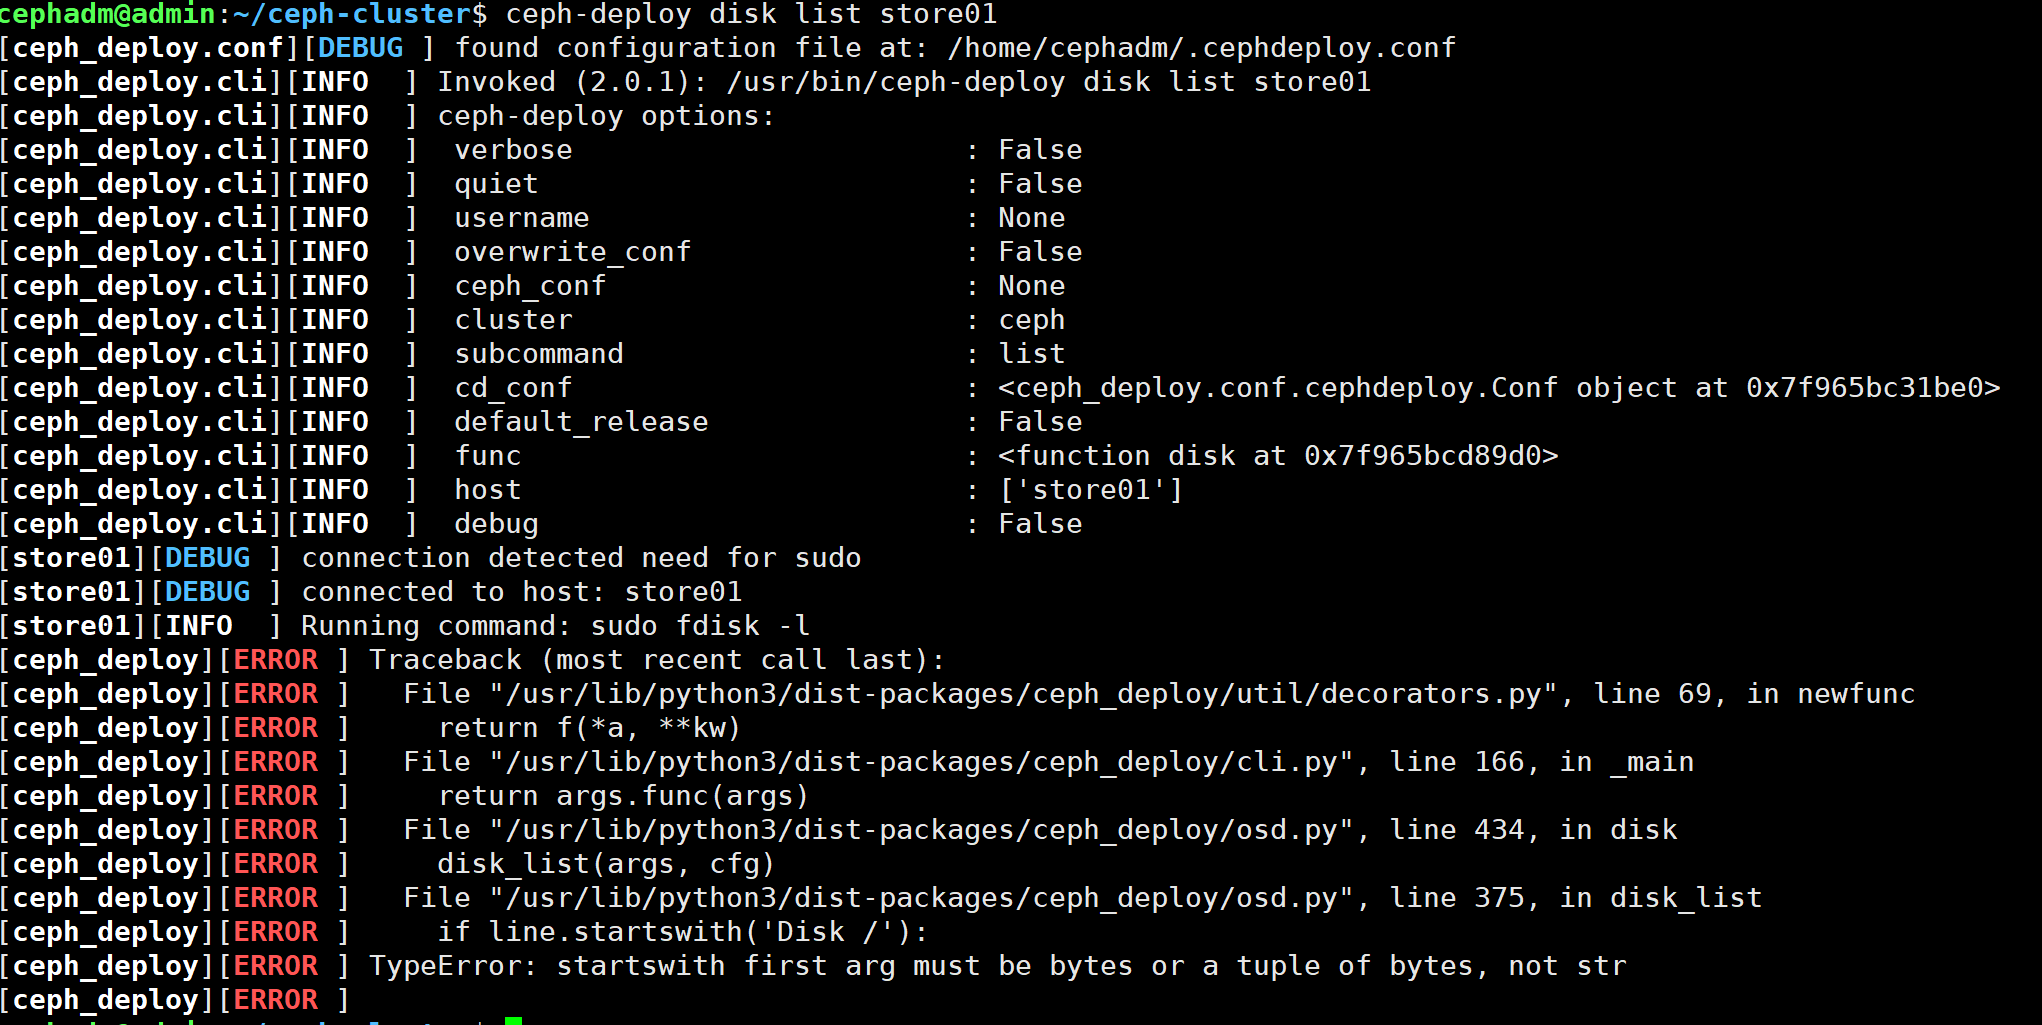 cephadm@admin:~/ceph-cluster$ ceph-deploy disk list store01
[ceph_deploy.conf][DEBUG ] found configuration file at: /home/cephadm/.cephdeploy.conf
[ceph_deploy.cli][INFO  ] Invoked (2.0.1): /usr/bin/ceph-deploy disk list store01
[ceph_deploy.cli][INFO  ] ceph-deploy options:
[ceph_deploy.cli][INFO  ]  verbose                       : False
[ceph_deploy.cli][INFO  ]  quiet                         : False
[ceph_deploy.cli][INFO  ]  username                      : None
[ceph_deploy.cli][INFO  ]  overwrite_conf                : False
[ceph_deploy.cli][INFO  ]  ceph_conf                     : None
[ceph_deploy.cli][INFO  ]  cluster                       : ceph
[ceph_deploy.cli][INFO  ]  subcommand                    : list
[ceph_deploy.cli][INFO  ]  cd_conf                       : <ceph_deploy.conf.cephdeploy.Conf object at 0x7f965bc31be0>
[ceph_deploy.cli][INFO  ]  default_release               : False
[ceph_deploy.cli][INFO  ]  func                          : <function disk at 0x7f965bcd89d0>
[ceph_deploy.cli][INFO  ]  host                          : ['store01']
[ceph_deploy.cli][INFO  ]  debug                         : False
[store01][DEBUG ] connection detected need for sudo
[store01][DEBUG ] connected to host: store01
[store01][INFO  ] Running command: sudo fdisk -l
[ceph_deploy][ERROR ] Traceback (most recent call last):
[ceph_deploy][ERROR ]   File "/usr/lib/python3/dist-packages/ceph_deploy/util/decorators.py", line 69, in newfunc
[ceph_deploy][ERROR ]     return f(*a, **kw)
[ceph_deploy][ERROR ]   File "/usr/lib/python3/dist-packages/ceph_deploy/cli.py", line 166, in _main
[ceph_deploy][ERROR ]     return args.func(args)
[ceph_deploy][ERROR ]   File "/usr/lib/python3/dist-packages/ceph_deploy/osd.py", line 434, in disk
[ceph_deploy][ERROR ]     disk_list(args, cfg)
[ceph_deploy][ERROR ]   File "/usr/lib/python3/dist-packages/ceph_deploy/osd.py", line 375, in disk_list
[ceph_deploy][ERROR ]     if line.startswith('Disk /'):
[ceph_deploy][ERROR ] TypeError: startswith first arg must be bytes or a tuple of bytes, not str
[ceph_deploy][ERROR ]